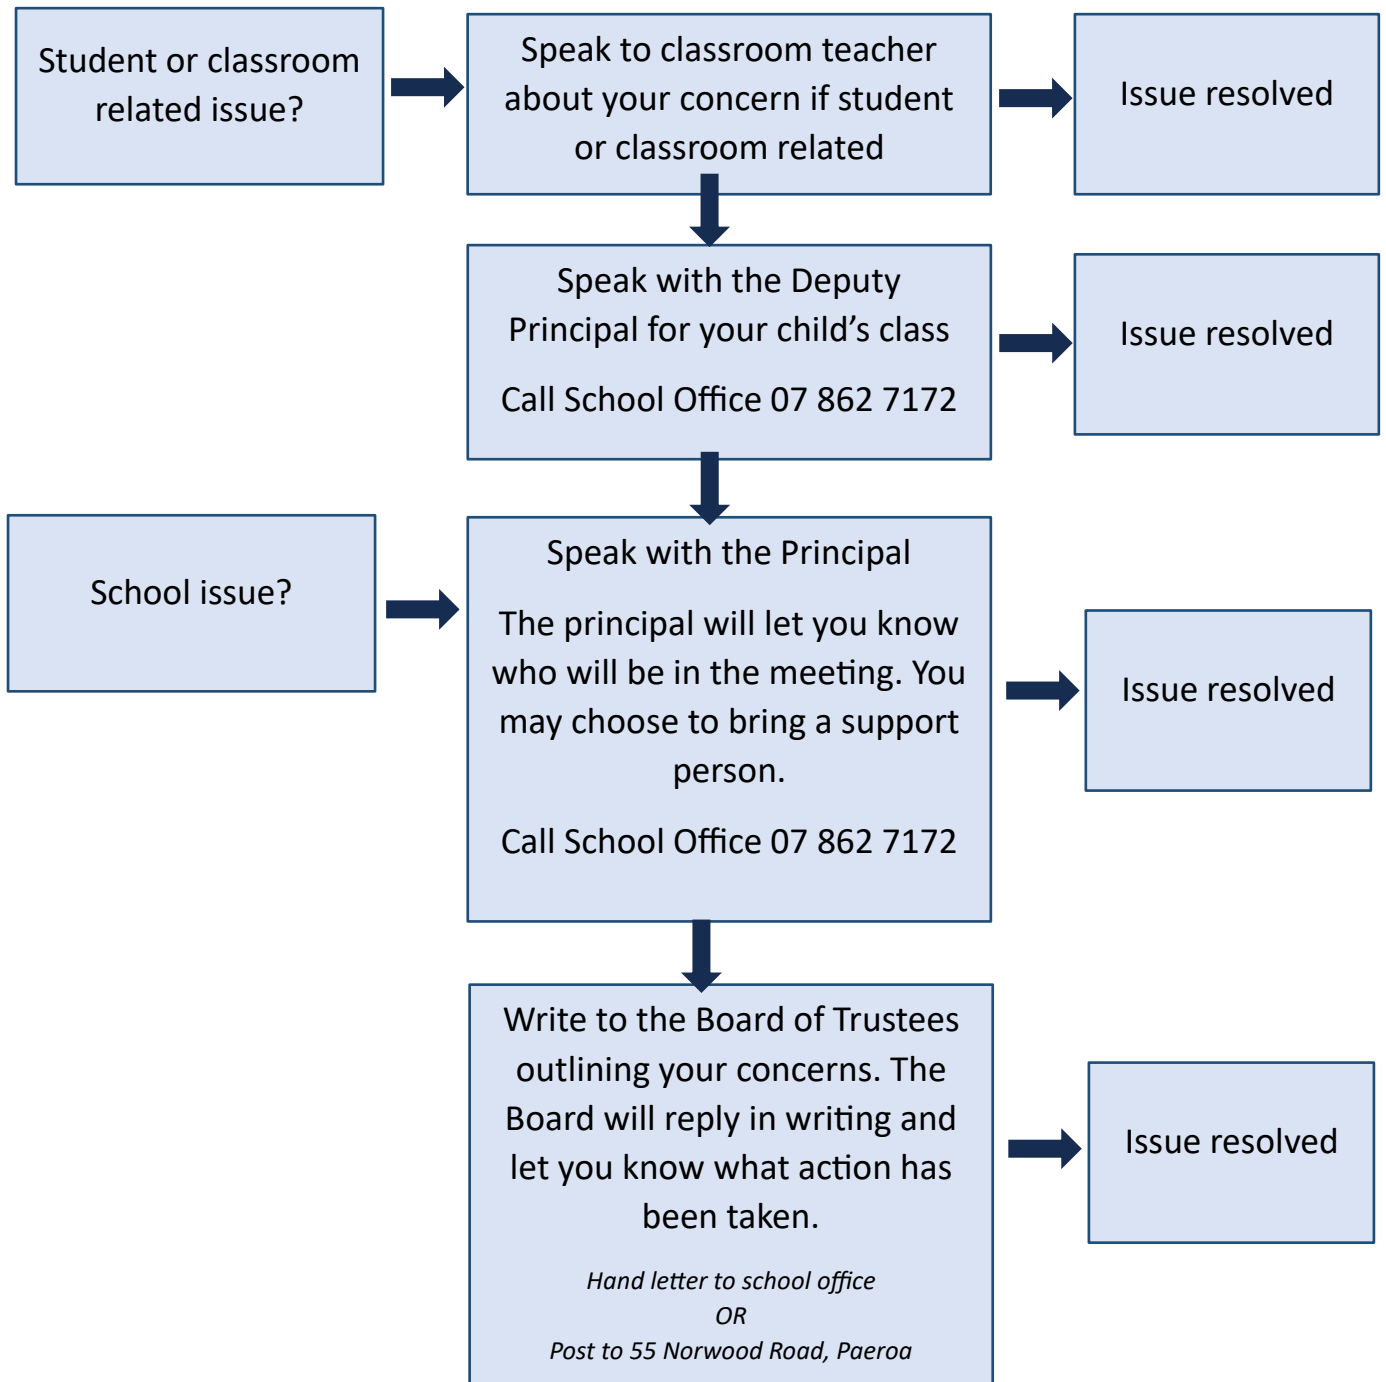 Student or classroom
related issue?
Speak to classroom teacher
about your concern if student
or classroom related
Issue resolved
Speak with the Deputy
Principal for your child’s class
Call School Office 07 862 7172
Issue resolved
School issue?
Speak with the Principal
The principal will let you know
who will be in the meeting. You
may choose to bring a support
person.
Call School Office 07 862 7172
Issue resolved
Write to the Board of Trustees
outlining your concerns. The
Board will reply in writing and
let you know what action has
been taken.
Hand letter to school office
OR
Post to 55 Norwood Road, Paeroa
Issue resolved